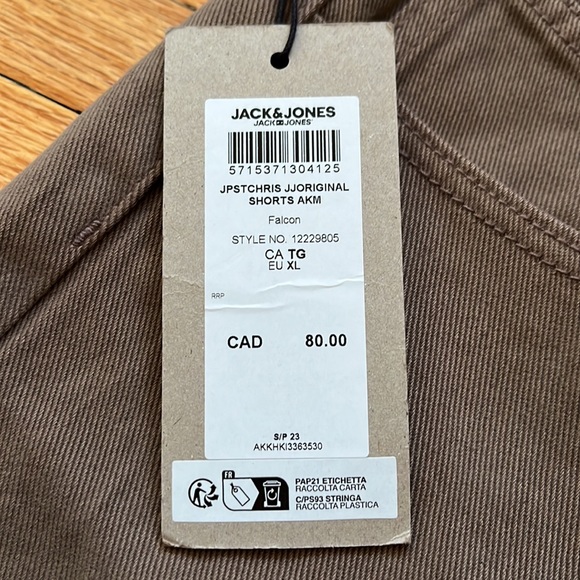 JACK&JONES
JACK JONES
5715371304125
JPSTCHRIS JJORIGINAL
SHORTS AKM
Falcon
STYLE NO. 12229805
CA TG
EU XL
RRP
CAD 80.00
S/P 23
AKKHKI3363530
FR
PAP21 ETICHETTA
RACCOLTA CARTA
C/PS93 STRINGA
RACCOLTA PLASTICA